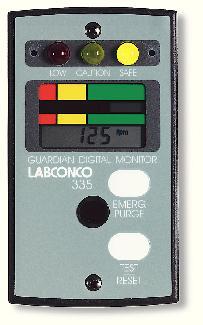 LOW CAUTION SAFE
125 fpm
GUARDIAN DIGITAL MONITOR
LABCONCO
335
EMERG.
PURGE
TEST
RESET